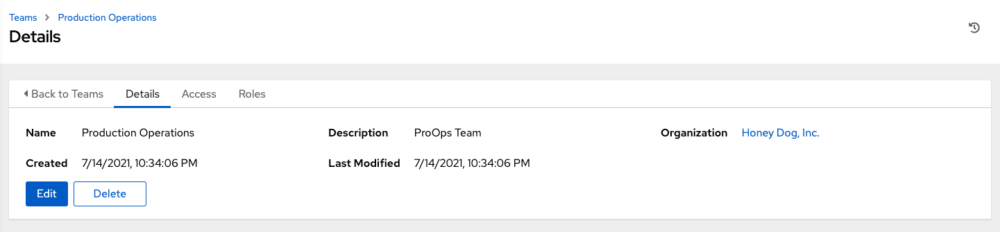 Teams Production Operations
Details
Back to Teams Details Access Roles
Name Production Operations Description ProOps Team Organization Honey Dog, Inc.
Created 7/14/2021, 10:34:06 PM Last Modified 7/14/2021, 10:34:06 PM
Edit Delete